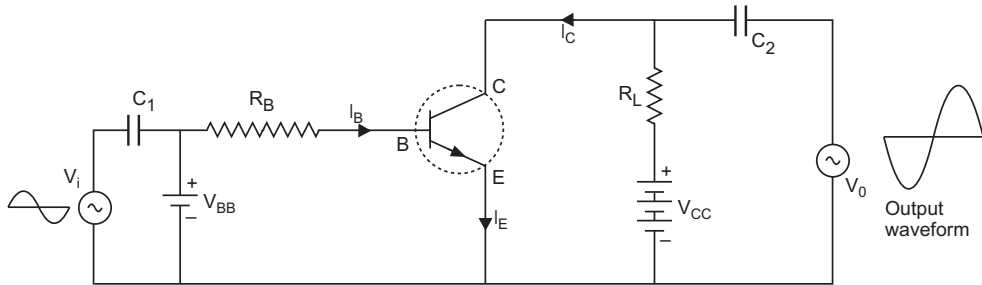 I_C
C_2
C_1
R_B
I_B
B
C
E
R_L
V_i
+
V_BB
–
I_E
+
V_CC
–
V_0
Output
waveform